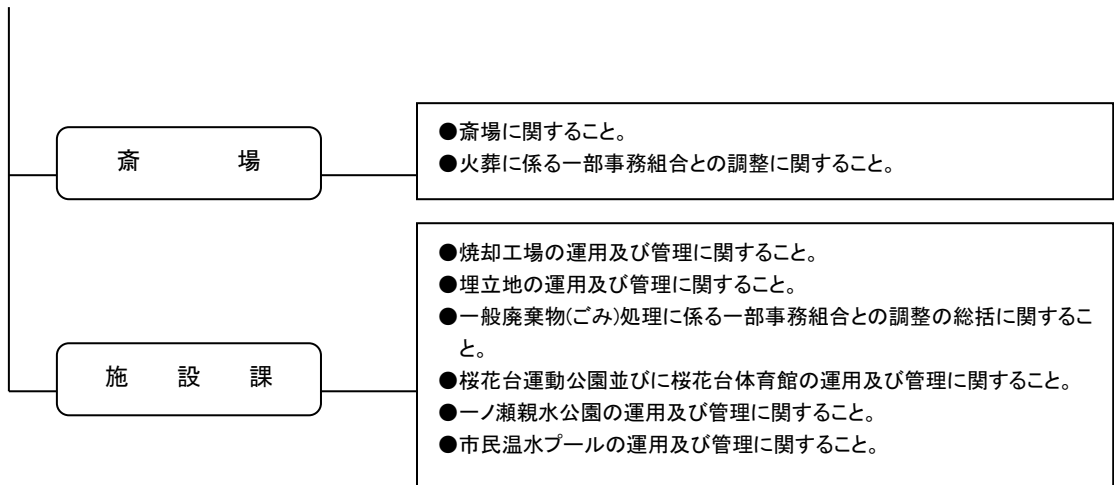 斎場
●斎場に関すること。
●火葬に係る一部事務組合との調整に関すること。
施設課
●焼却工場の運用及び管理に関すること。
●埋立地の運用及び管理に関すること。
●一般廃棄物(ごみ)処理に係る一部事務組合との調整の総括に関するこ
と。
●桜花台運動公園並びに桜花台体育館の運用及び管理に関すること。
●一ノ瀬親水公園の運用及び管理に関すること。
●市民温水プールの運用及び管理に関すること。